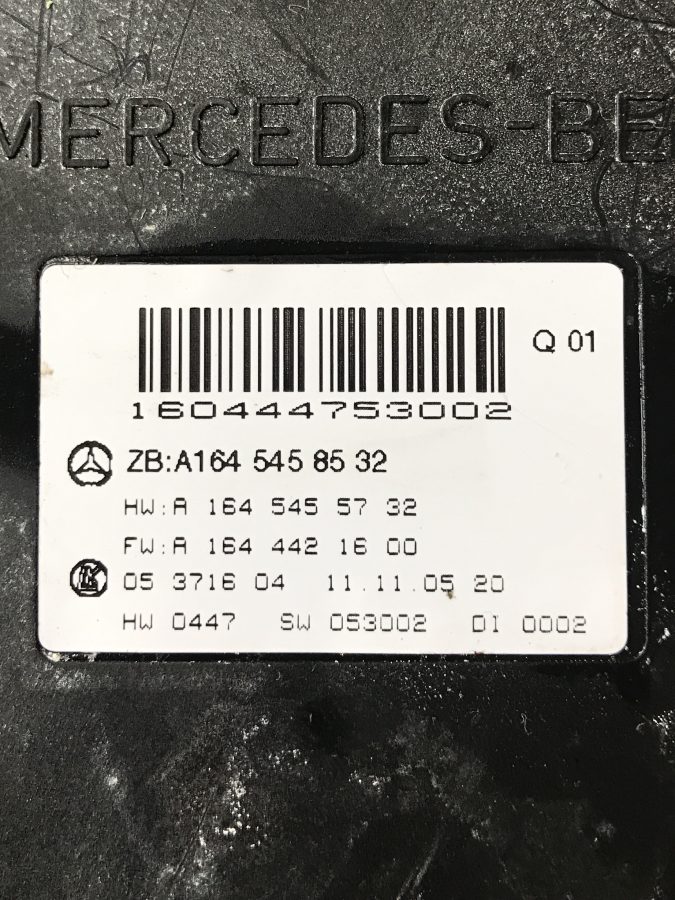 MERCEDES-BE
Q 01
160444753002
ZB:A164 545 85 32
HW:A 164 545 57 32
FW:A 164 442 16 00
05 3716 04 11.11.05 20
HW 0447 SW 053002 DI 0002